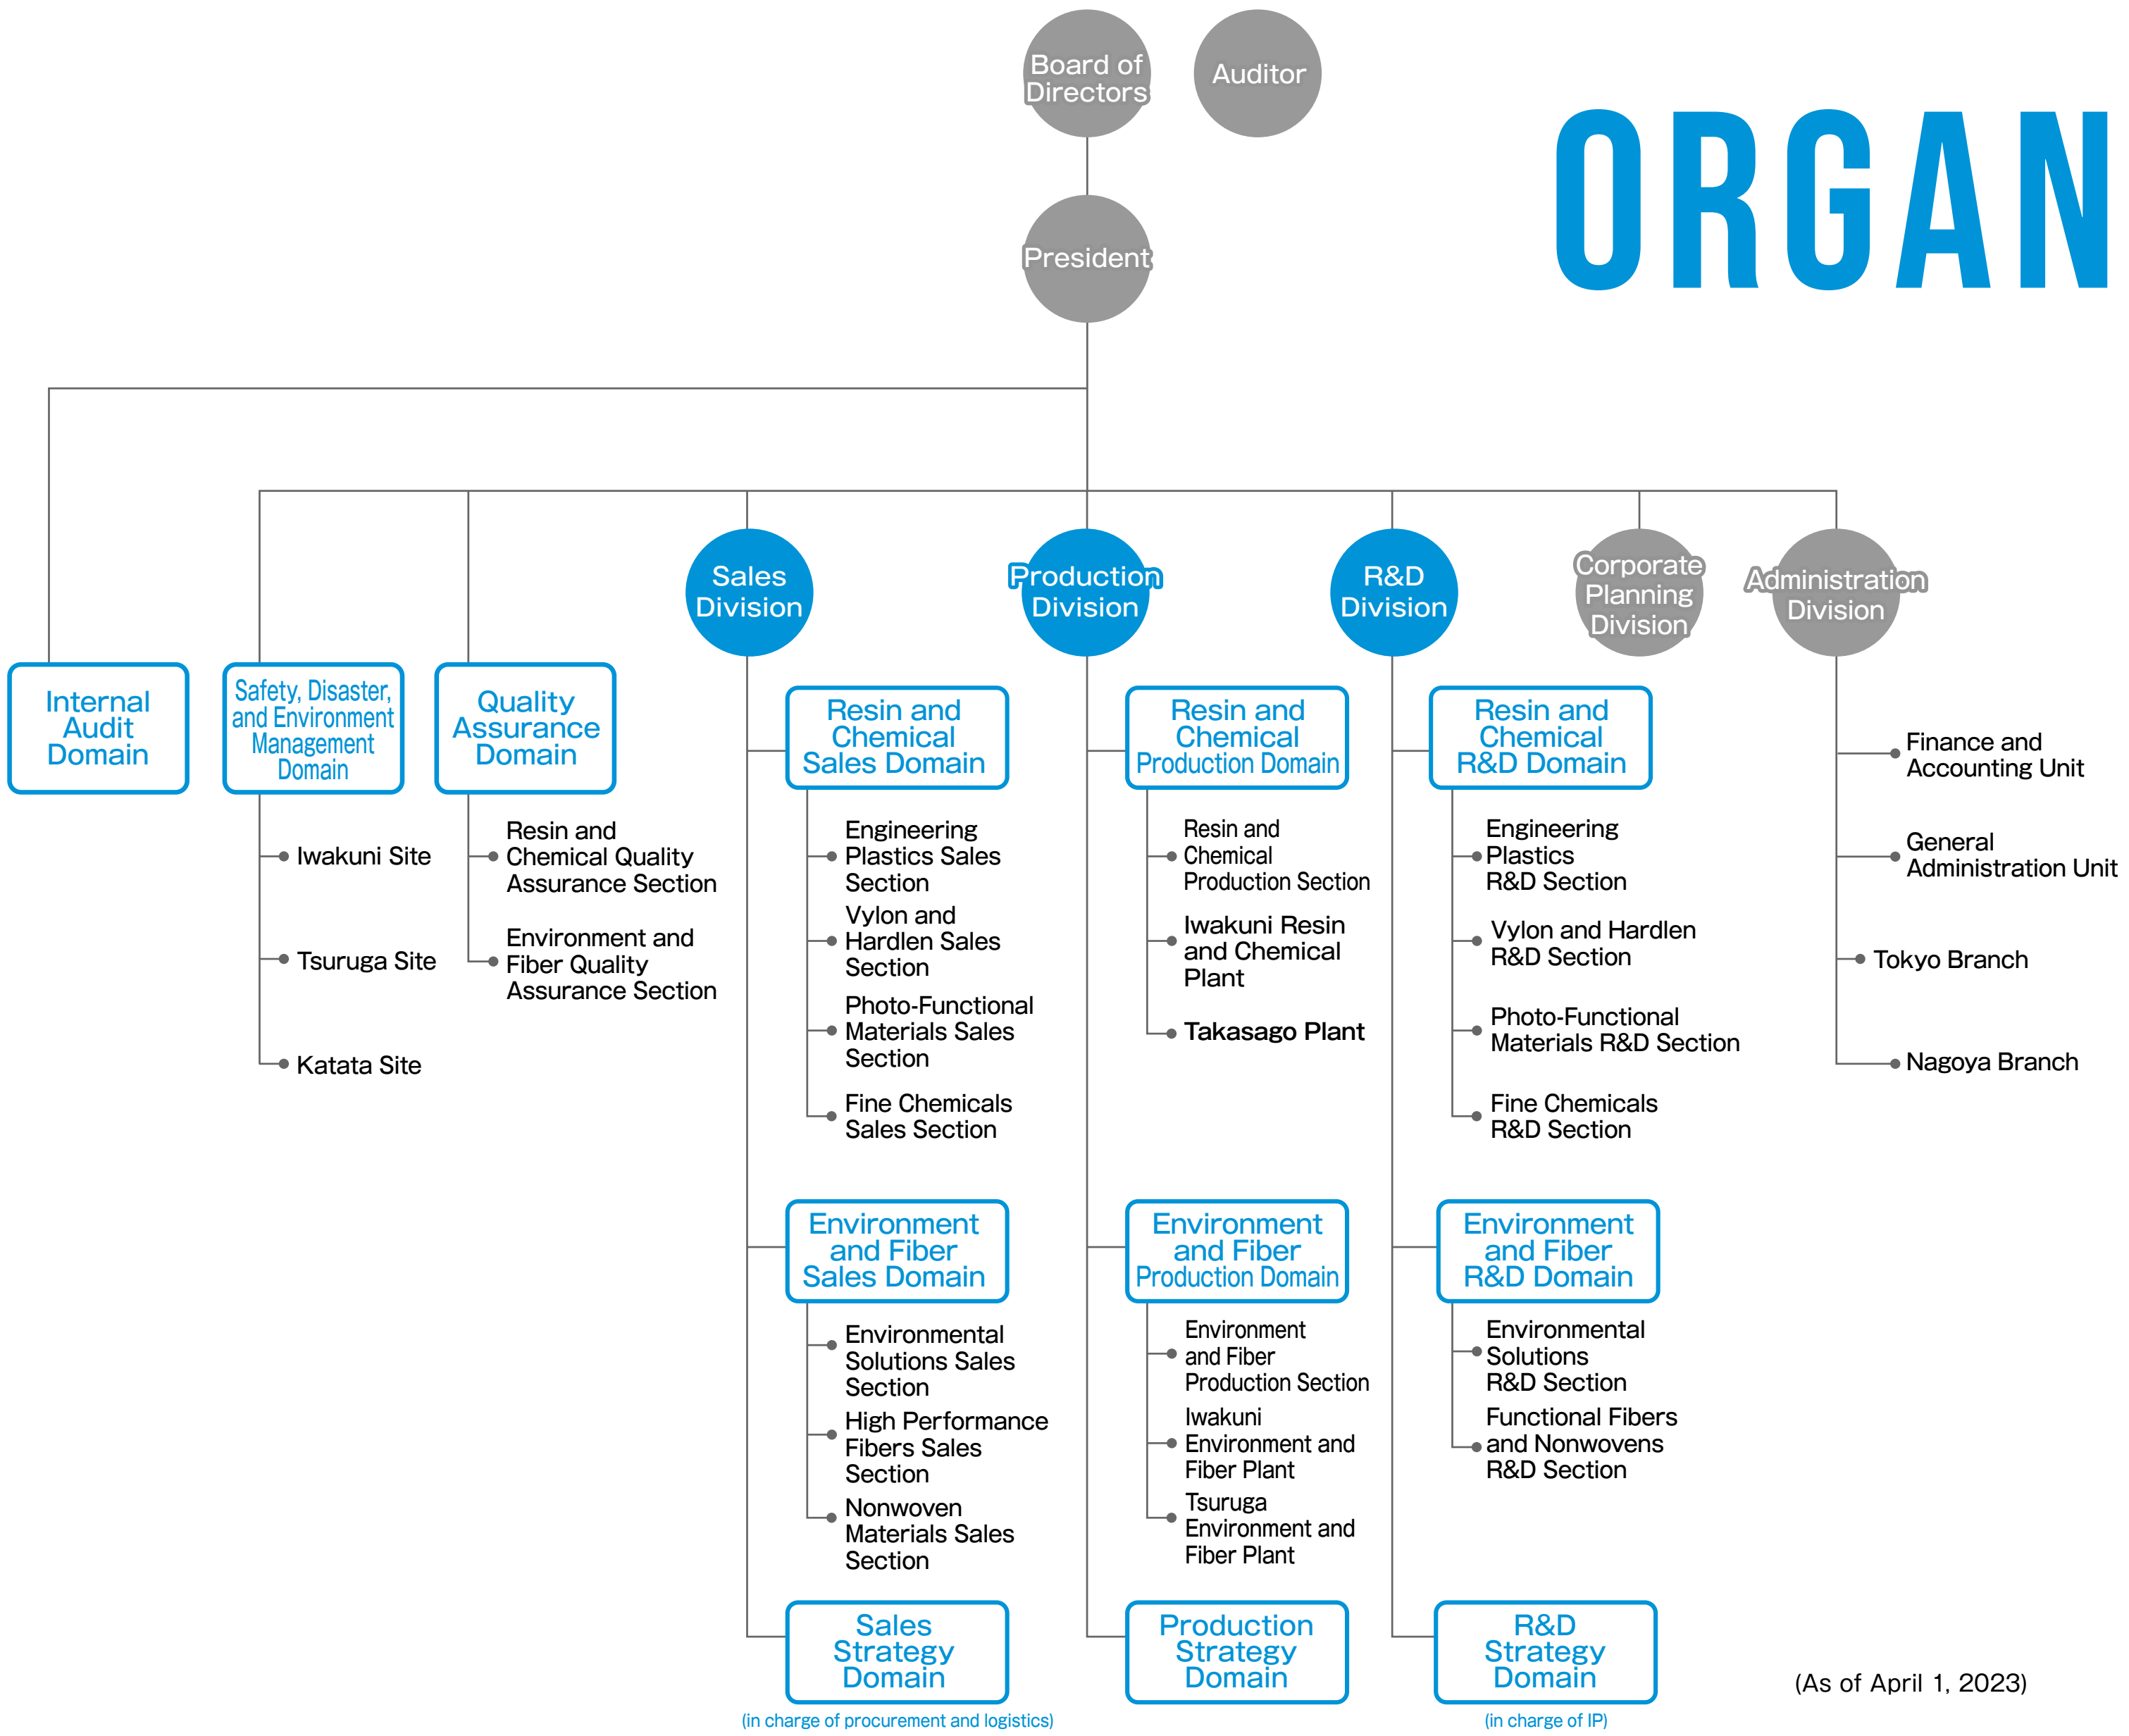 Board of
Directors
Auditor
ORGAN
President
Sales
Division
Production
Division
R&D
Division
Corporate
Planning
Division
Administration
Division
Internal
Audit
Domain
Safety, Disaster,
and Environment
Management
Domain
Iwakuni Site
Tsuruga Site
Katata Site
Quality
Assurance
Domain
Resin and
Chemical Quality
Assurance Section
Environment and
Fiber Quality
Assurance Section
Resin and
Chemical
Sales Domain
Engineering
Plastics Sales
Section
Vylon and
Hardlen Sales
Section
Photo-Functional
Materials Sales
Section
Fine Chemicals
Sales Section
Environment
and Fiber
Sales Domain
Environmental
Solutions Sales
Section
High Performance
Fibers Sales
Section
Nonwoven
Materials Sales
Section
Sales
Strategy
Domain
(in charge of procurement and logistics)
Resin and
Chemical
Production Domain
Resin and
Chemical
Production Section
Iwakuni Resin
and Chemical
Plant
Takasago Plant
Environment
and Fiber
Production Domain
Environment
and Fiber
Production Section
Iwakuni
Environment and
Fiber Plant
Tsuruga
Environment and
Fiber Plant
Production
Strategy
Domain
Resin and
Chemical
R&D Domain
Engineering
Plastics
R&D Section
Vylon and Hardlen
R&D Section
Photo-Functional
Materials R&D Section
Fine Chemicals
R&D Section
Environment
and Fiber
R&D Domain
Environmental
Solutions
R&D Section
Functional Fibers
and Nonwovens
R&D Section
R&D
Strategy
Domain
(in charge of IP)
Finance and
Accounting Unit
General
Administration Unit
Tokyo Branch
Nagoya Branch
(As of April 1, 2023)